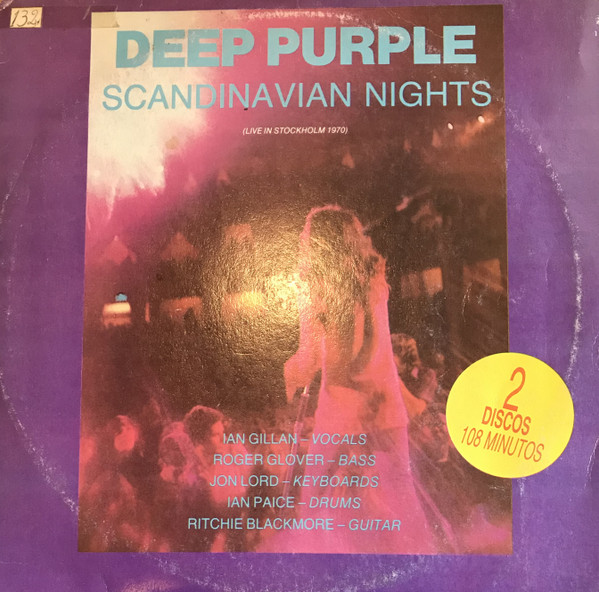 132
DEEP PURPLE
SCANDINAVIAN NIGHTS
(LIVE IN STOCKHOLM 1970)
2
DISCOS
108 MINUTOS
IAN GILLAN – VOCALS
ROGER GLOVER – BASS
JON LORD – KEYBOARDS
IAN PAICE – DRUMS
RITCHIE BLACKMORE – GUITAR